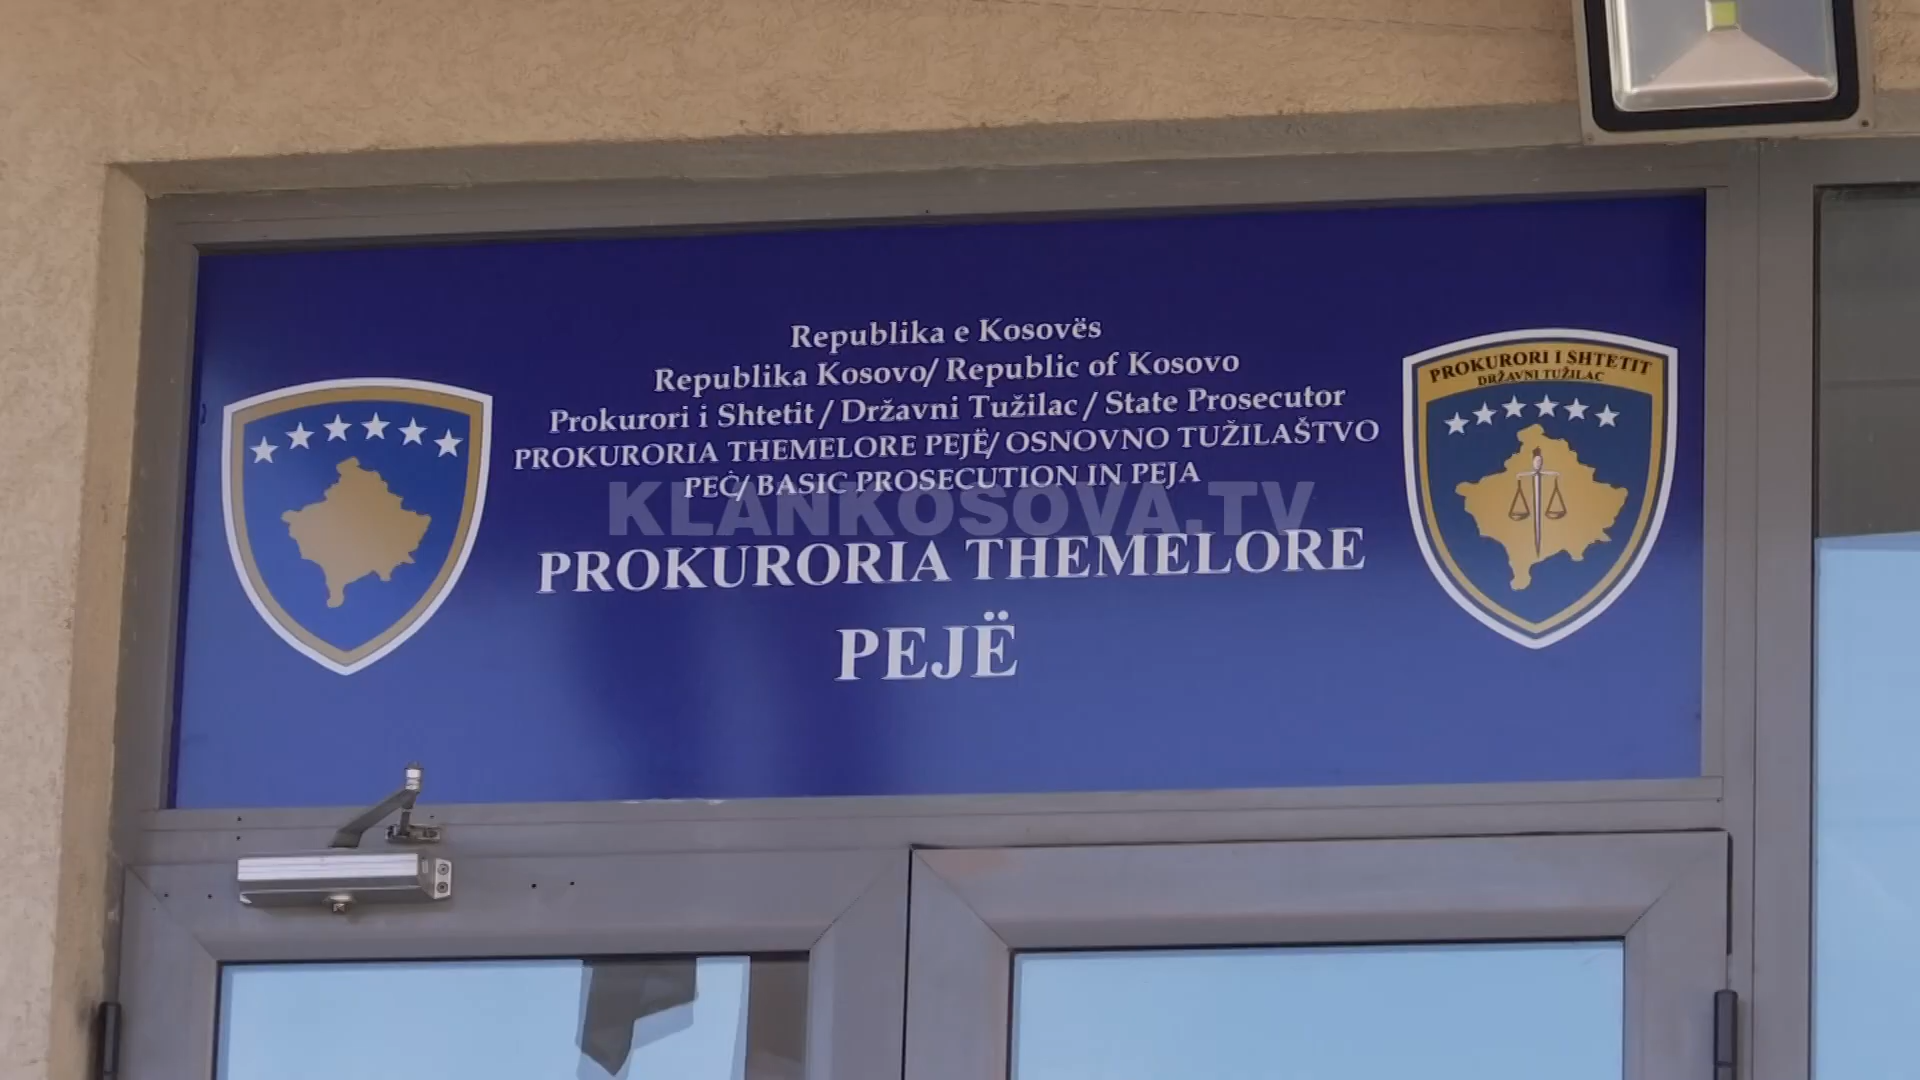 Republika e Kosovës
Republika Kosovo/ Republic of Kosovo
Prokurori i Shtetit / Državni Tužilac / State Prosecutor
PROKURORIA THEMELORE PEJË/ OSNOVNO TUŽILAŠTVO
PEĊ/ BASIC PROSECUTION IN PEJA
KLANKOSOVA.TV
PROKURORIA THEMELORE
PEJË
PROKURORI I SHTETIT
DRŽAVNI TUŽILAC